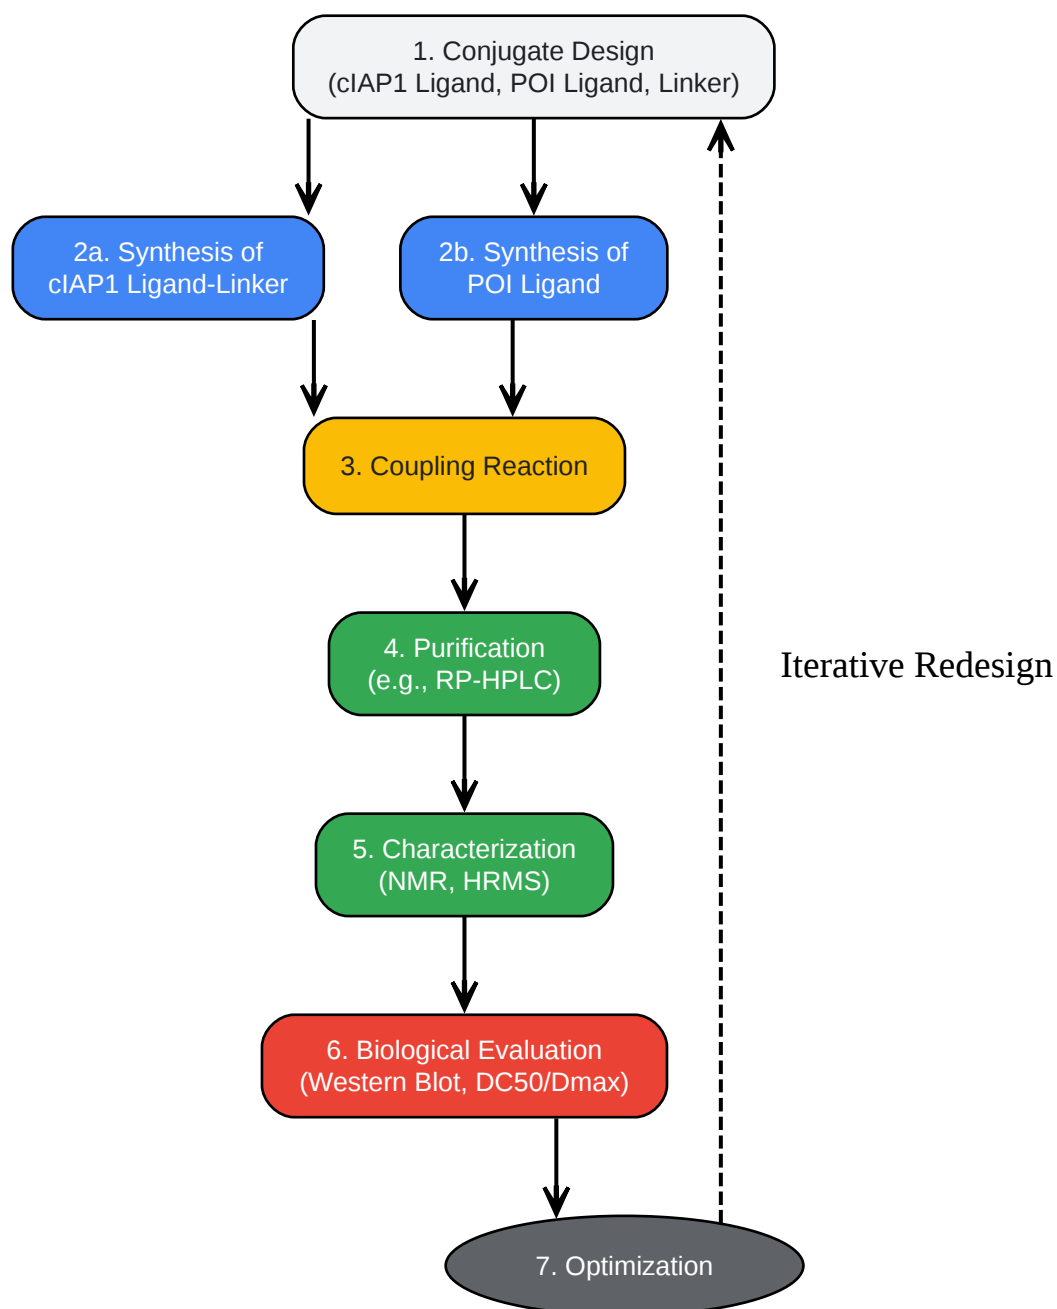 1. Conjugate Design
(cIAP1 Ligand, POI Ligand, Linker)
2a. Synthesis of
cIAP1 Ligand-Linker
2b. Synthesis of
POI Ligand
3. Coupling Reaction
4. Purification
(e.g., RP-HPLC)
Iterative Redesign
5. Characterization
(NMR, HRMS)
6. Biological Evaluation
(Western Blot, DC50/Dmax)
7. Optimization